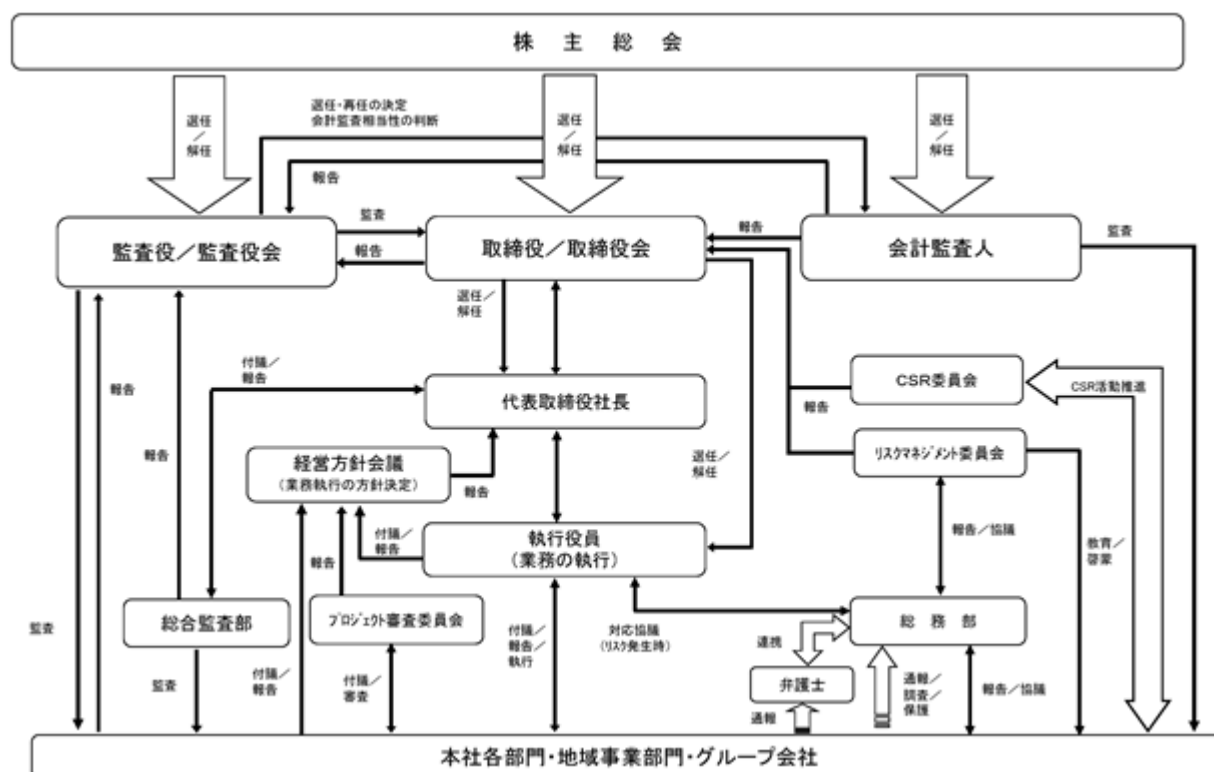 株 主 総 会
選任
/
解任
選任・再任の決定
会計監査相当性の判断
選任
/
解任
選任
/
解任
報告
監査
報告
監査
監査役/監査役会
取締役/取締役会
会計監査人
報告
選任/
解任
付議/
報告
報告
報告
代表取締役社長
CSR委員会
CSR活動推進
報告
経営方針会議
(業務執行の方針決定)
報告
選任/
解任
リスクマネジメント委員会
付議/
報告
執行役員
(業務の執行)
報告
報告/協議
教育/
啓蒙
総合監査部
プロジェクト審査委員会
総 務 部
監査
付議/
報告
/執行
対応協議
(リスク発生時)
連携
監査
付議/
報告
付議/
審査
弁護士
通報/
調査/
保護
報告/協議
通報
本社各部門・地域事業部門・グループ会社